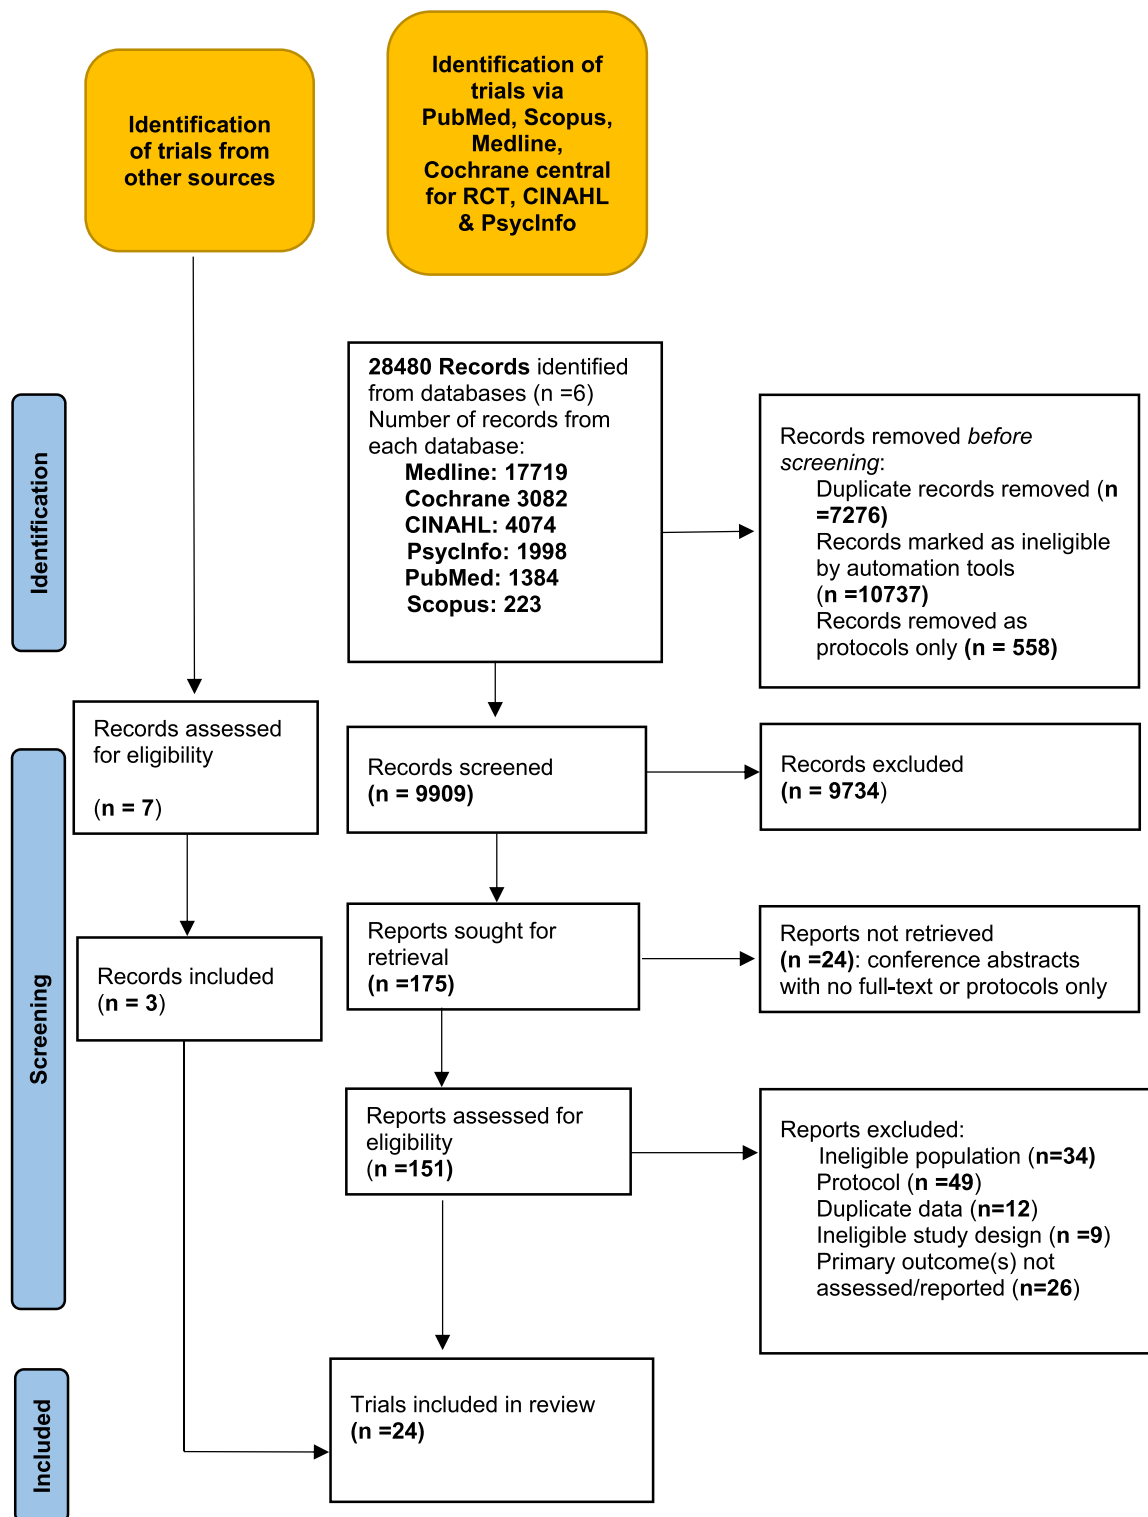 Identification
of trials from
other sources
Identification of
trials via
PubMed, Scopus,
Medline,
Cochrane central
for RCT, CINAHL
& PsycInfo
Identification
28480 Records identified
from databases (n =6)
Number of records from
each database:
Medline: 17719
Cochrane 3082
CINAHL: 4074
PsycInfo: 1998
PubMed: 1384
Scopus: 223
Records removed before
screening:
Duplicate records removed (n
=7276)
Records marked as ineligible
by automation tools
(n =10737)
Records removed as
protocols only (n = 558)
Screening
Records assessed
for eligibility
(n = 7)
Records screened
(n = 9909)
Records excluded
(n = 9734)
Records included
(n = 3)
Reports sought for
retrieval
(n =175)
Reports not retrieved
(n =24): conference abstracts
with no full-text or protocols only
Reports assessed for
eligibility
(n =151)
Reports excluded:
Ineligible population (n=34)
Protocol (n =49)
Duplicate data (n=12)
Ineligible study design (n =9)
Primary outcome(s) not
assessed/reported (n=26)
Included
Trials included in review
(n =24)